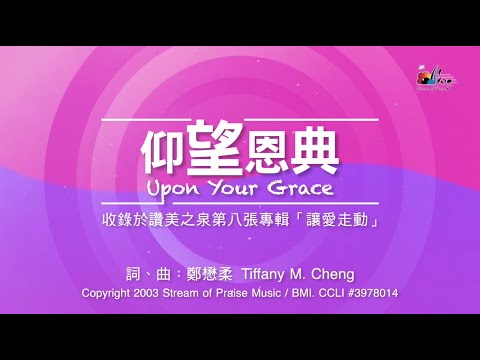 仰望恩典
Upon Your Grace
收錄於讚美之泉第八張專輯「讓愛走動」
詞、曲：鄭懋柔 Tiffany M. Cheng
Copyright 2003 Stream of Praise Music / BMI. CCLI #3978014